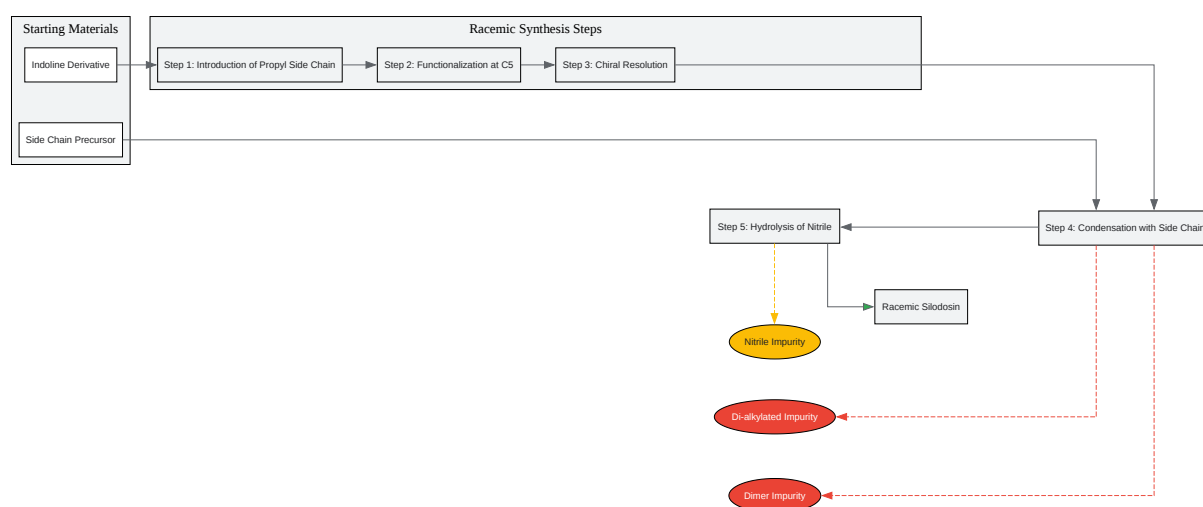 Starting Materials
Racemic Synthesis Steps
Indoline Derivative
Step 1: Introduction of Propyl Side Chain
Step 2: Functionalization at C5
Step 3: Chiral Resolution
Side Chain Precursor
Step 5: Hydrolysis of Nitrile
Step 4: Condensation with Side Chain
Racemic Silodosin
Nitrile Impurity
Di-alkylated Impurity
Dimer Impurity